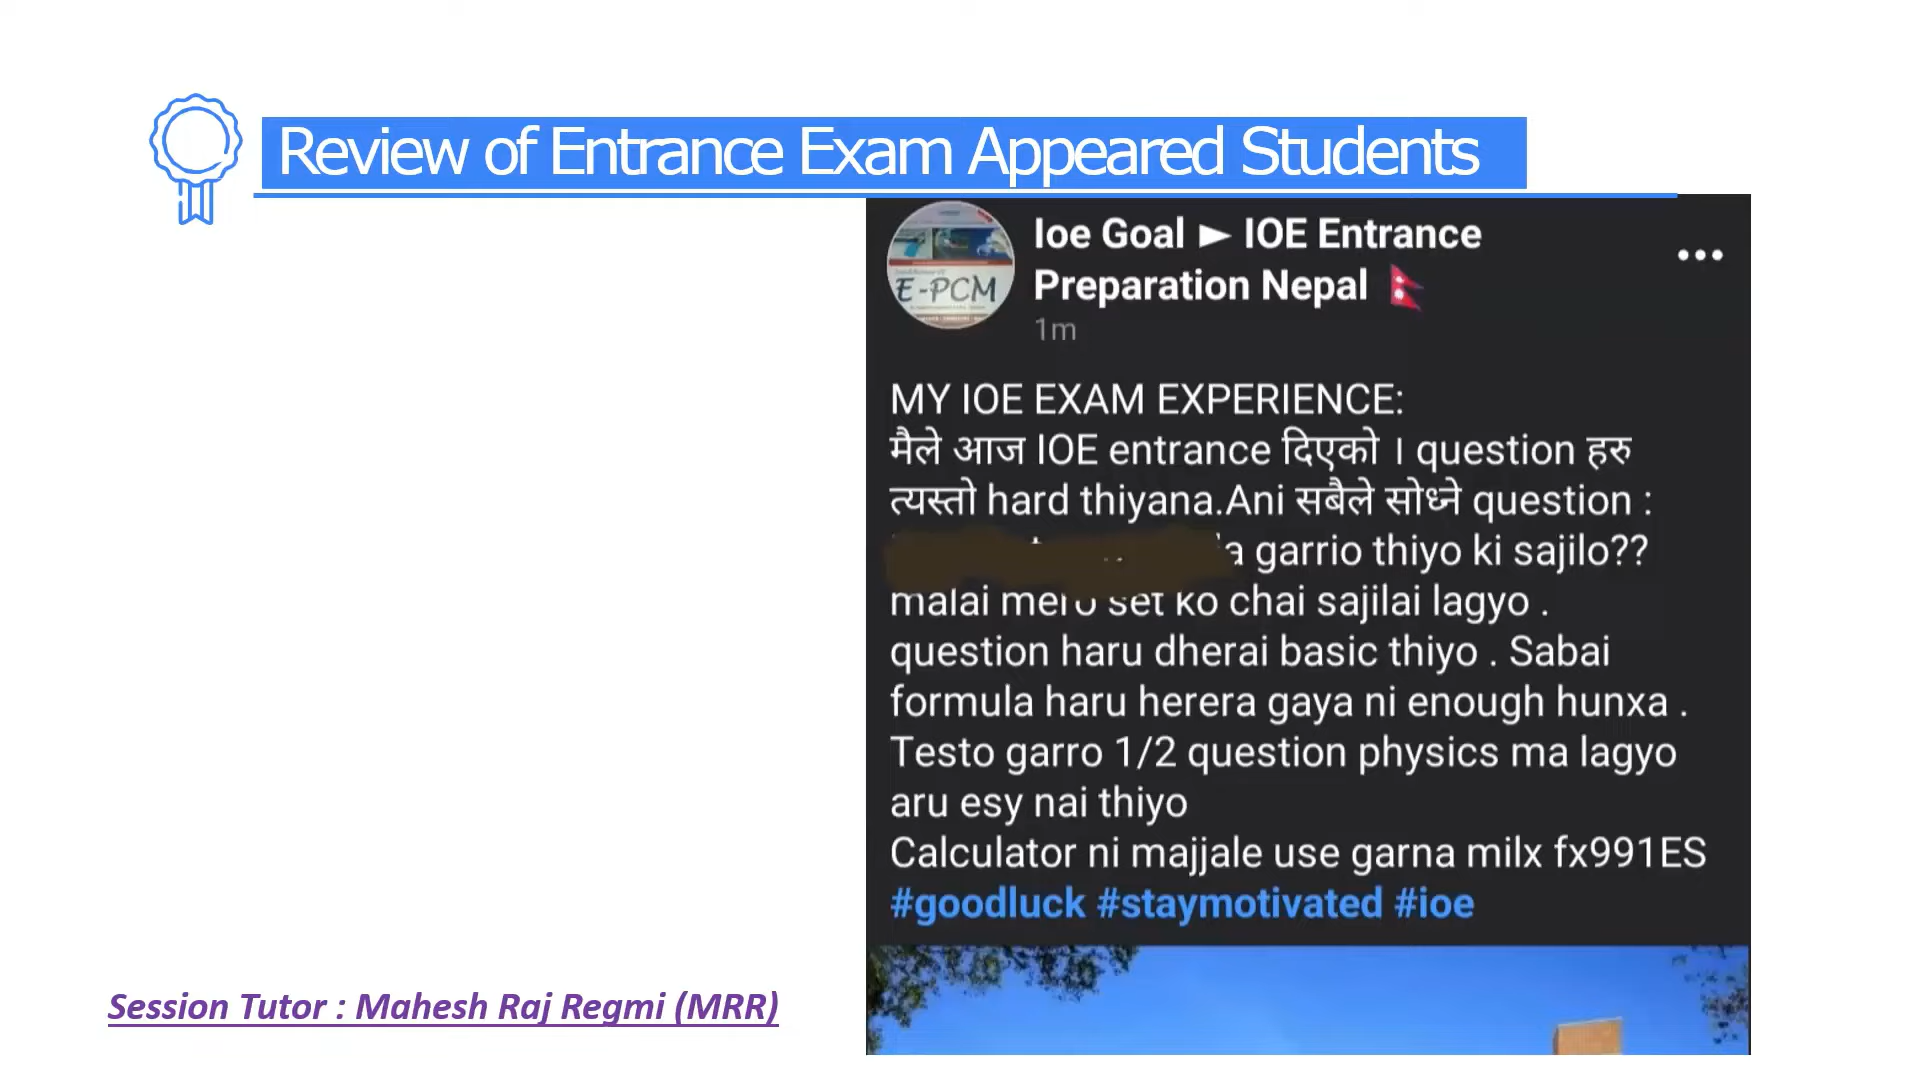 Review of Entrance Exam Appeared Students
E-PCM
Ioe Goal ► IOE Entrance
Preparation Nepal 🇳🇵
1m
MY IOE EXAM EXPERIENCE:
मैले आज IOE entrance दिएको । question हरु
त्यस्तो hard thiyana.Ani सबैले सोध्ने question :
garrio thiyo ki sajilo??
malai mero set ko chai sajilai lagyo .
question haru dherai basic thiyo . Sabai
formula haru herera gaya ni enough hunxa .
Testo garro 1/2 question physics ma lagyo
aru esy nai thiyo
Calculator ni majjale use garna milx fx991ES
#goodluck #staymotivated #ioe
Session Tutor : Mahesh Raj Regmi (MRR)